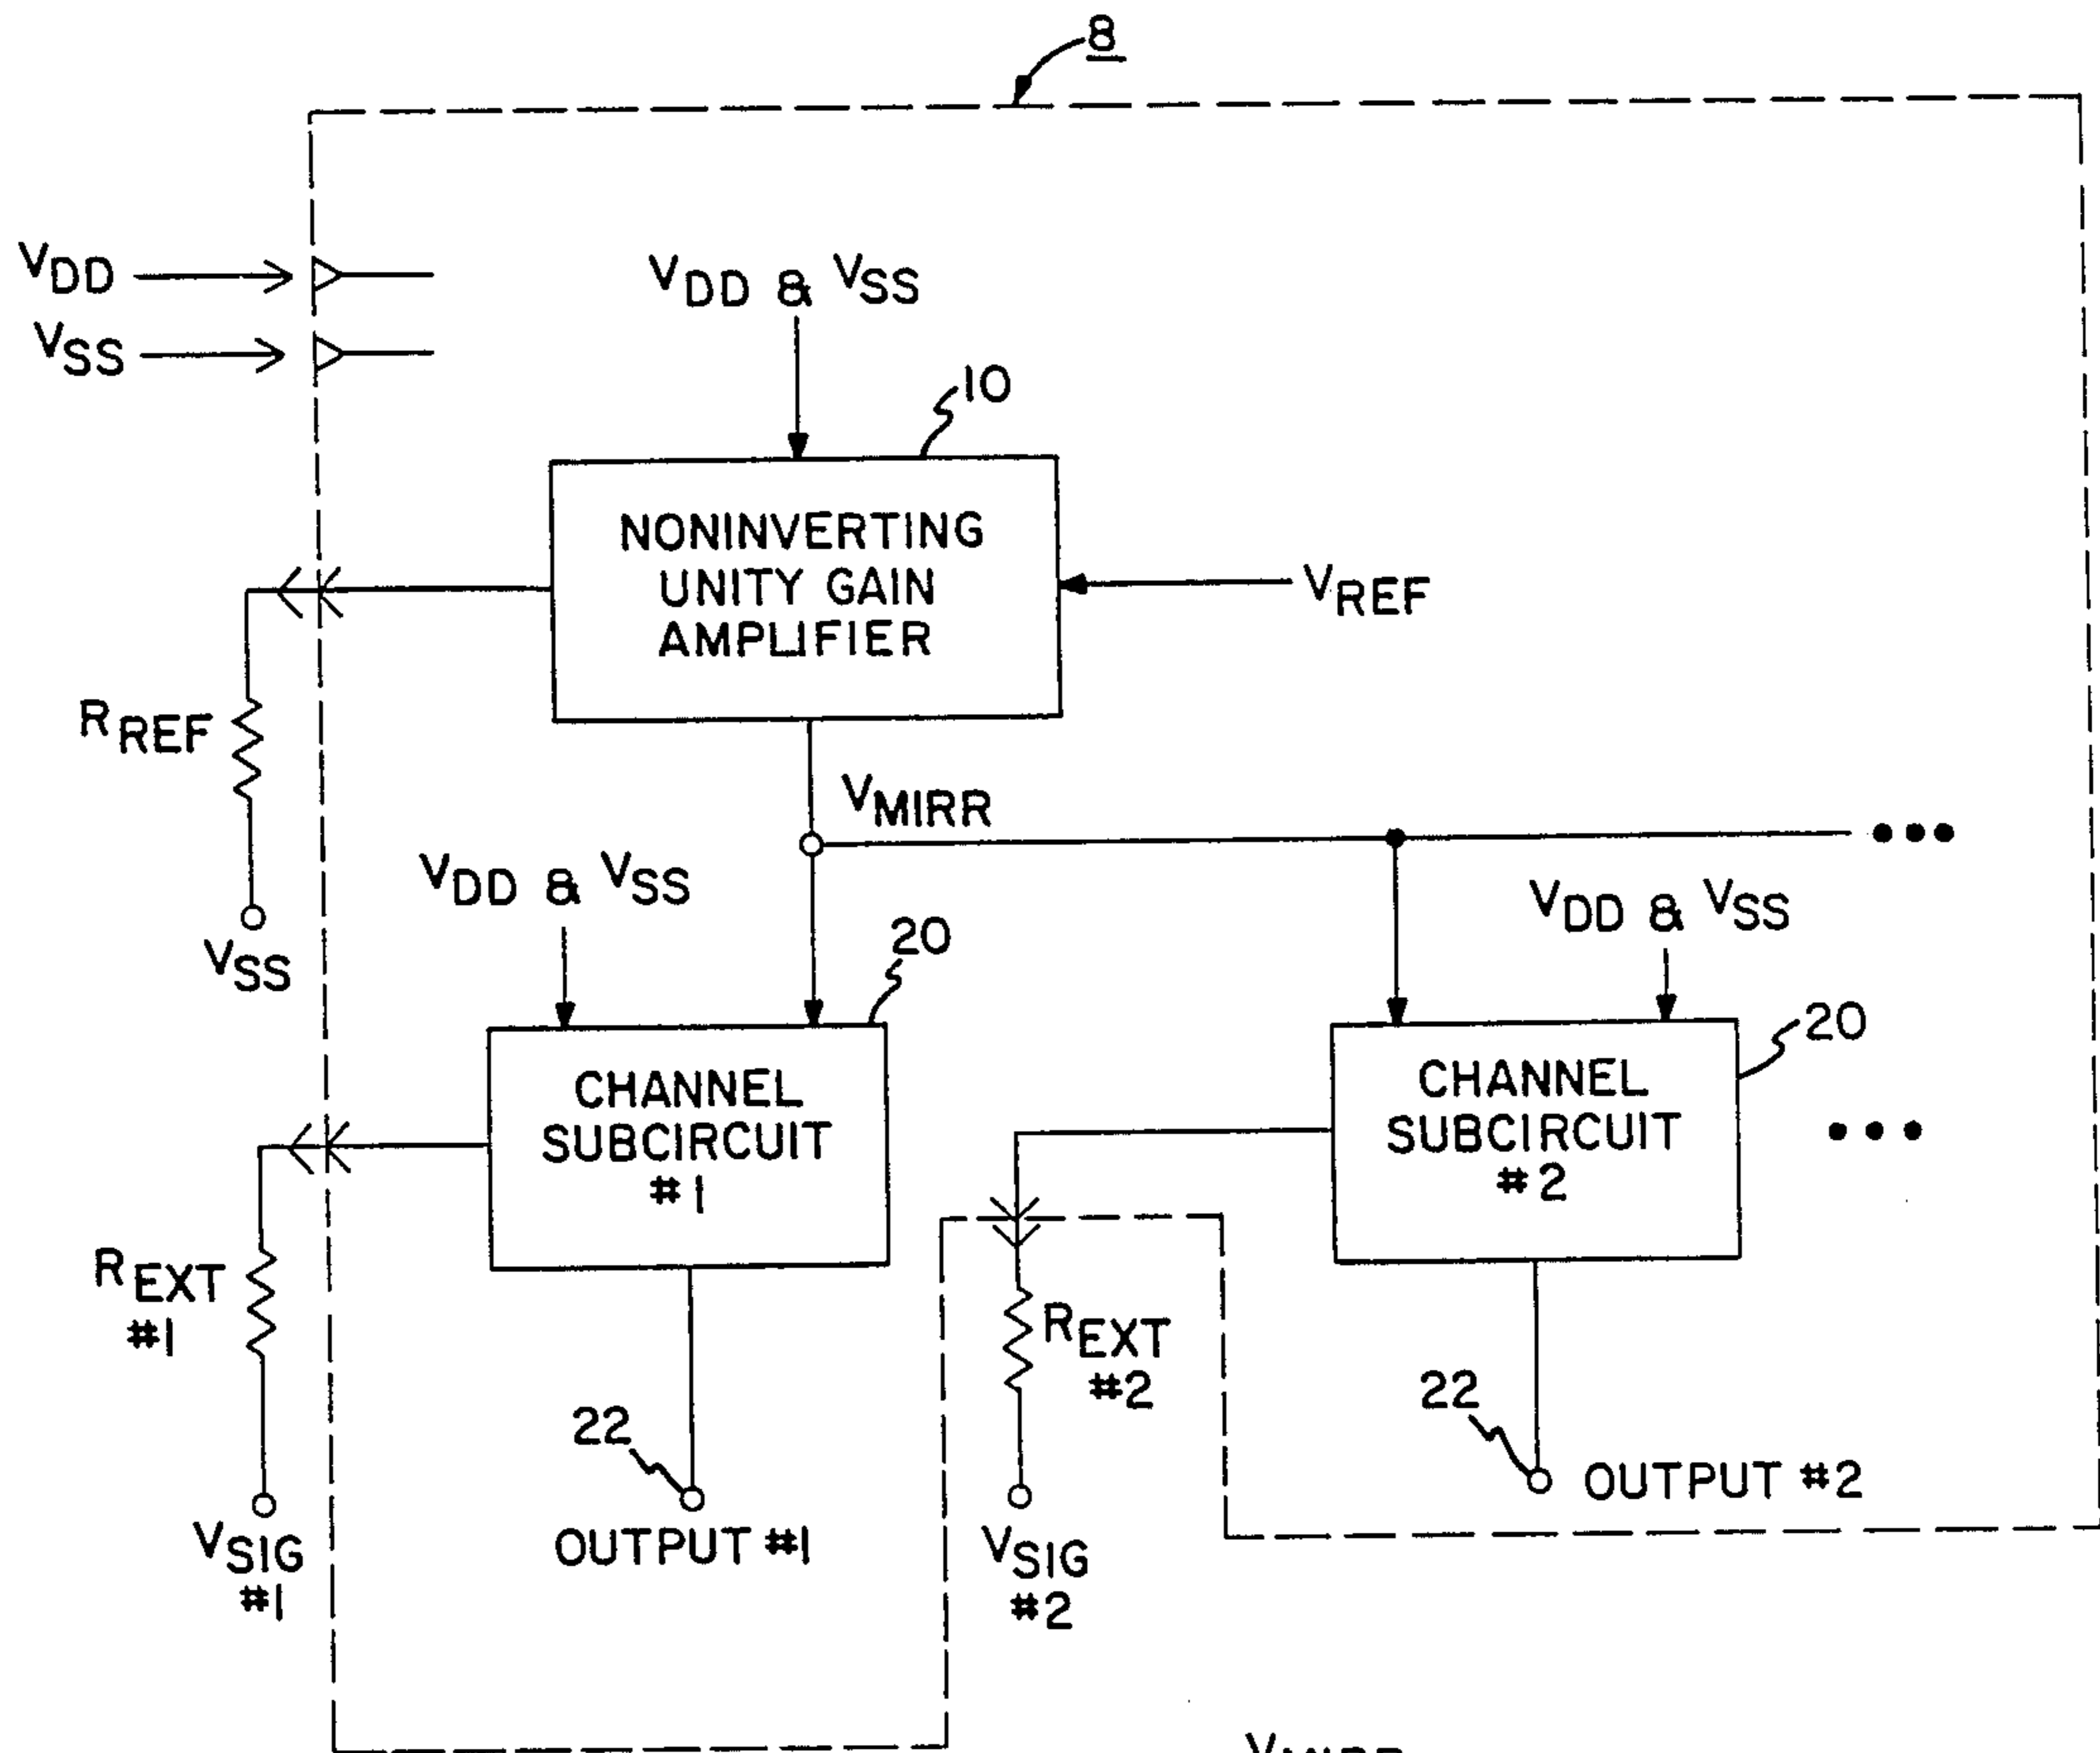 8
VDD
VDD & VSS
VSS
10
NONINVERTING
UNITY GAIN
AMPLIFIER
VREF
RREF
VMIRR
VDD & VSS
VDD & VSS
VSS
20
20
CHANNEL
SUBCIRCUIT
#1
CHANNEL
SUBCIRCUIT
#2
REXT
#1
REXT
#2
22
22
OUTPUT #2
VSIG
#1
OUTPUT #1
VSIG
#2
VMIRR